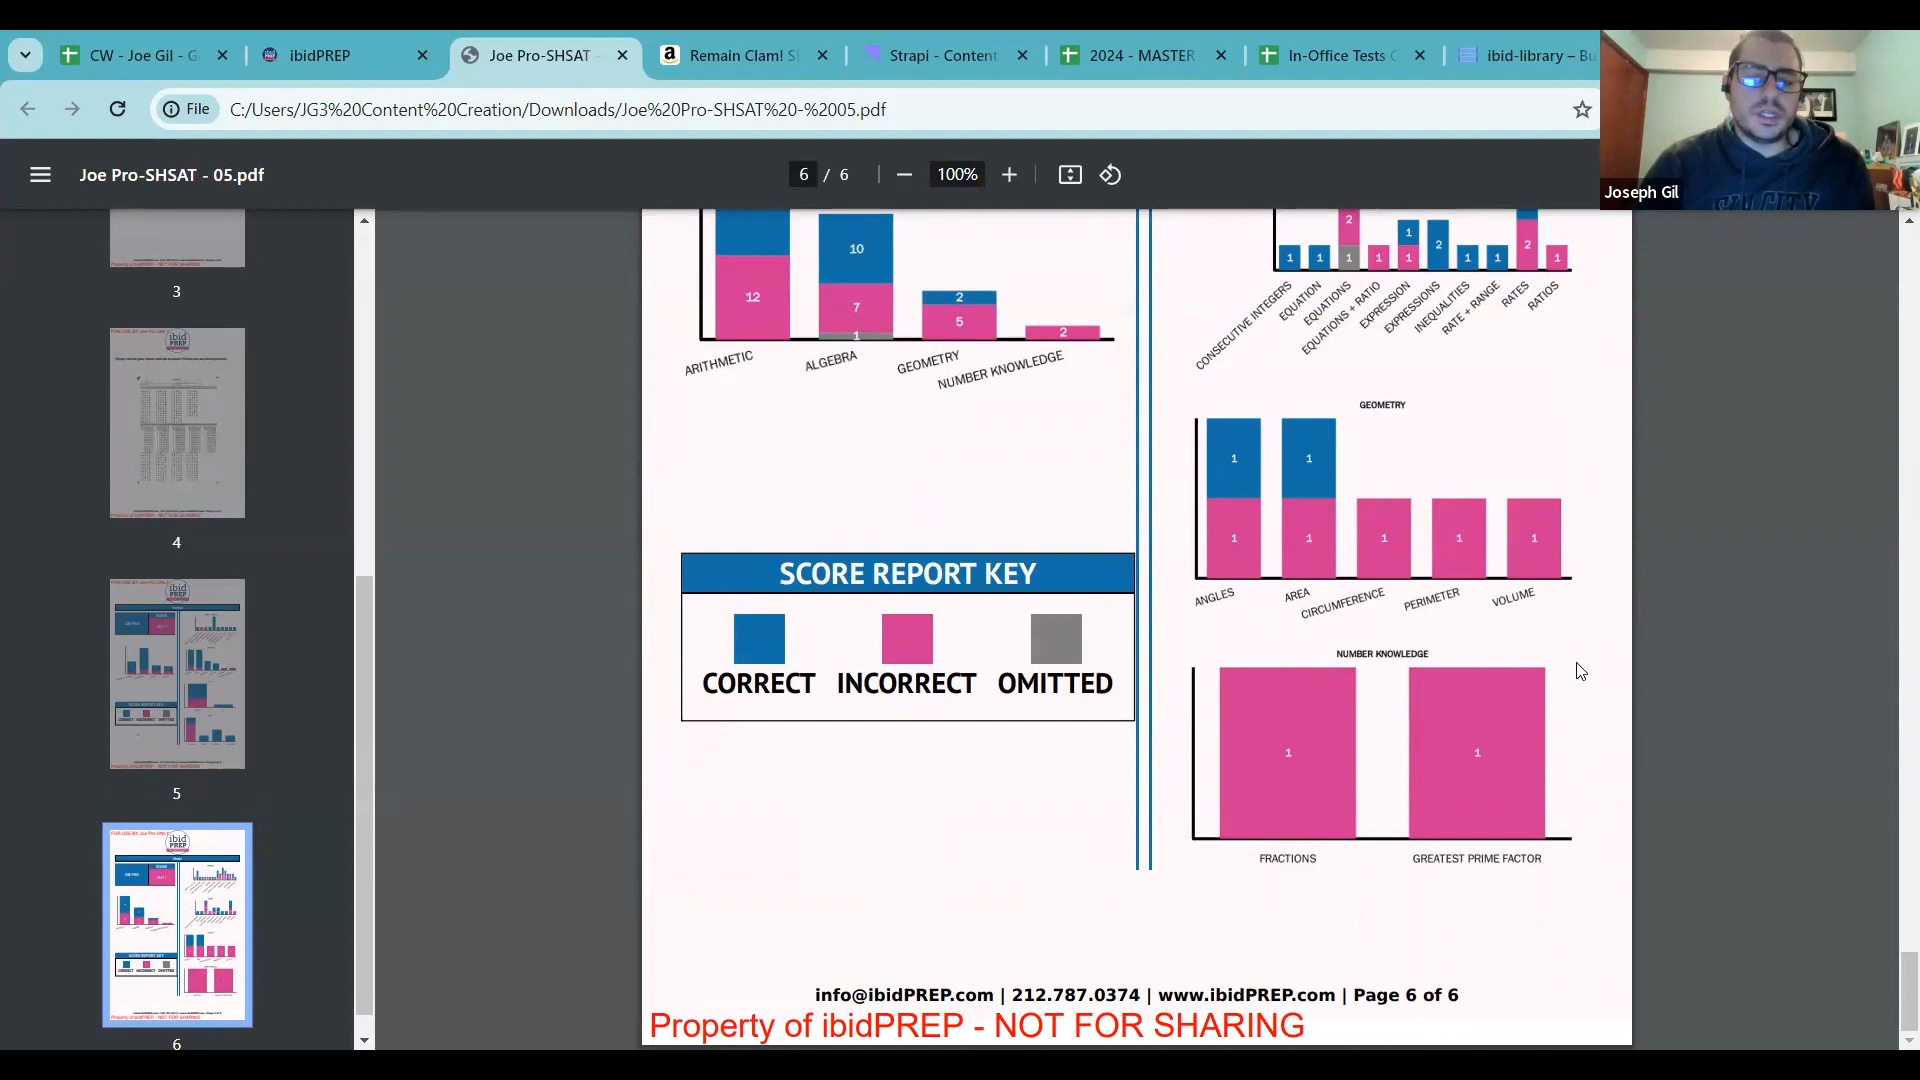 CW - Joe Gil - G
ibidPREP
Joe Pro-SHSAT -
Remain Clam! S
Strapi - Content
2024 - MASTER
In-Office Tests C
ibid-library – Bu
File
C:/Users/JG3%20Content%20Creation/Downloads/Joe%20Pro-SHSAT%20-%2005.pdf
Joe Pro-SHSAT - 05.pdf
6 / 6
100%
Joseph Gil
3
4
5
6
12
10
7
1
2
5
2
ARITHMETIC
ALGEBRA
GEOMETRY
NUMBER KNOWLEDGE
SCORE REPORT KEY
CORRECT INCORRECT OMITTED
1
1
2
1
1
1
1
2
1
1
2
1
CONSECUTIVE INTEGERS
EQUATION
EQUATIONS
EQUATIONS + RATIO
EXPRESSION
EXPRESSIONS
INEQUALITIES
RATE + RANGE
RATES
RATIOS
GEOMETRY
1 1
1 1 1 1 1
ANGLES
AREA
CIRCUMFERENCE
PERIMETER
VOLUME
NUMBER KNOWLEDGE
1 1
FRACTIONS GREATEST PRIME FACTOR
info@ibidPREP.com | 212.787.0374 | www.ibidPREP.com | Page 6 of 6
Property of ibidPREP - NOT FOR SHARING